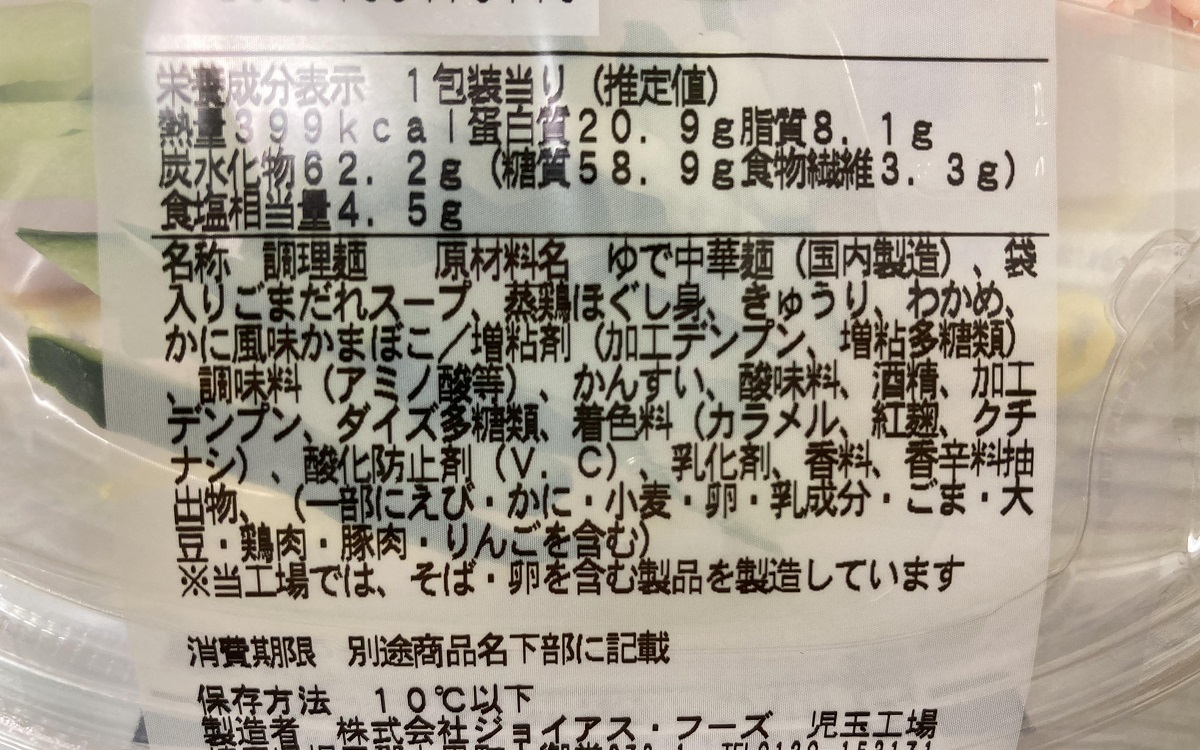 栄養成分表示　1包装当り（推定値）
熱量399kcal蛋白質20.9g脂質8.1g
炭水化物62.2g（糖質58.9g食物繊維3.3g）
食塩相当量4.5g
名称　調理麺　　原材料名　ゆで中華麺（国内製造）、袋
入りごまだれスープ、蒸鶏ほぐし身、きゅうり、わかめ、
かに風味かまぼこ／増粘剤（加工デンプン、増粘多糖類）
、調味料（アミノ酸等）、かんすい、酸味料、酒精、加工
デンプン、ダイズ多糖類、着色料（カラメル、紅麹、クチ
ナシ）、酸化防止剤（V．C）、乳化剤、香料、香辛料抽
出物、（一部にえび・かに・小麦・卵・乳成分・ごま・大
豆・鶏肉・豚肉・りんごを含む）
※当工場では、そば・卵を含む製品を製造しています
消費期限　別途商品名下部に記載
保存方法　10℃以下
製造者　株式会社ジョイアス・フーズ　児玉工場